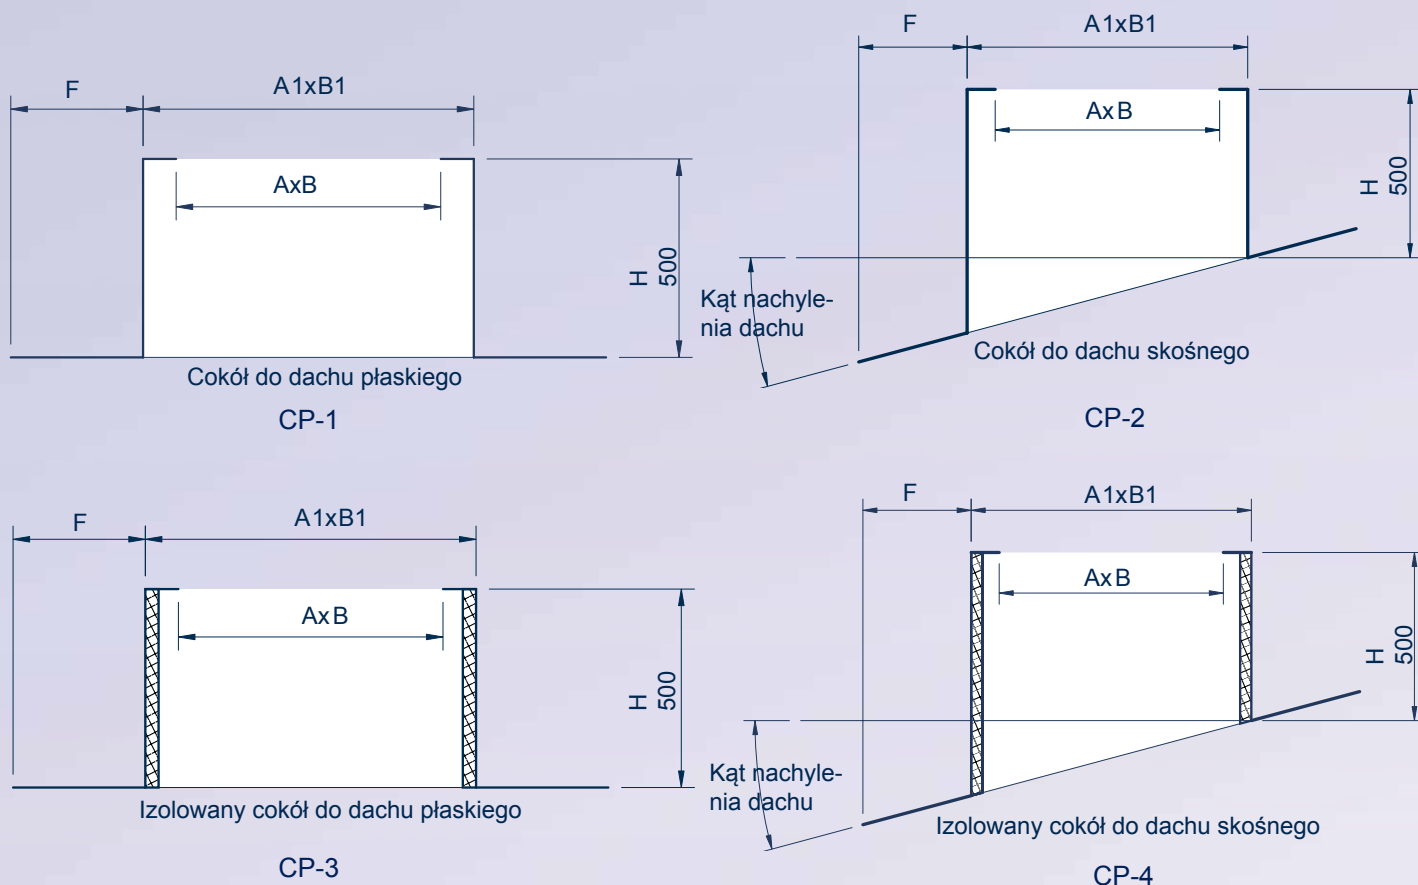 F
A1xB1
AxB
H
500
Cokół do dachu płaskiego
CP-1
F
A1xB1
AxB
H
500
Kąt nachyle-
nia dachu
Cokół do dachu skośnego
CP-2
F
A1xB1
AxB
H
500
Izolowany cokół do dachu płaskiego
CP-3
F
A1xB1
AxB
H
500
Kąt nachyle-
nia dachu
Izolowany cokół do dachu skośnego
CP-4